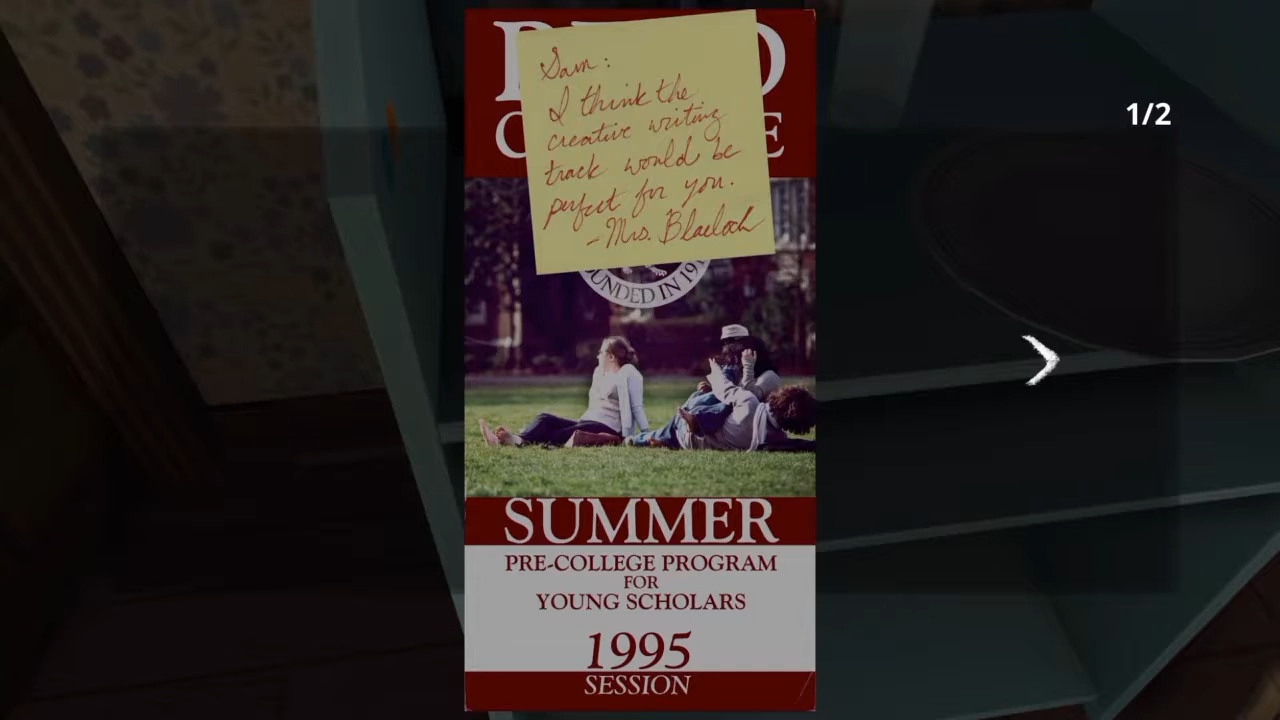 Sam:
I think the
creative writing
track would be
perfect for you.
-Mrs. Blaeloch
1/2
SUMMER
PRE-COLLEGE PROGRAM
FOR
YOUNG SCHOLARS
1995
SESSION